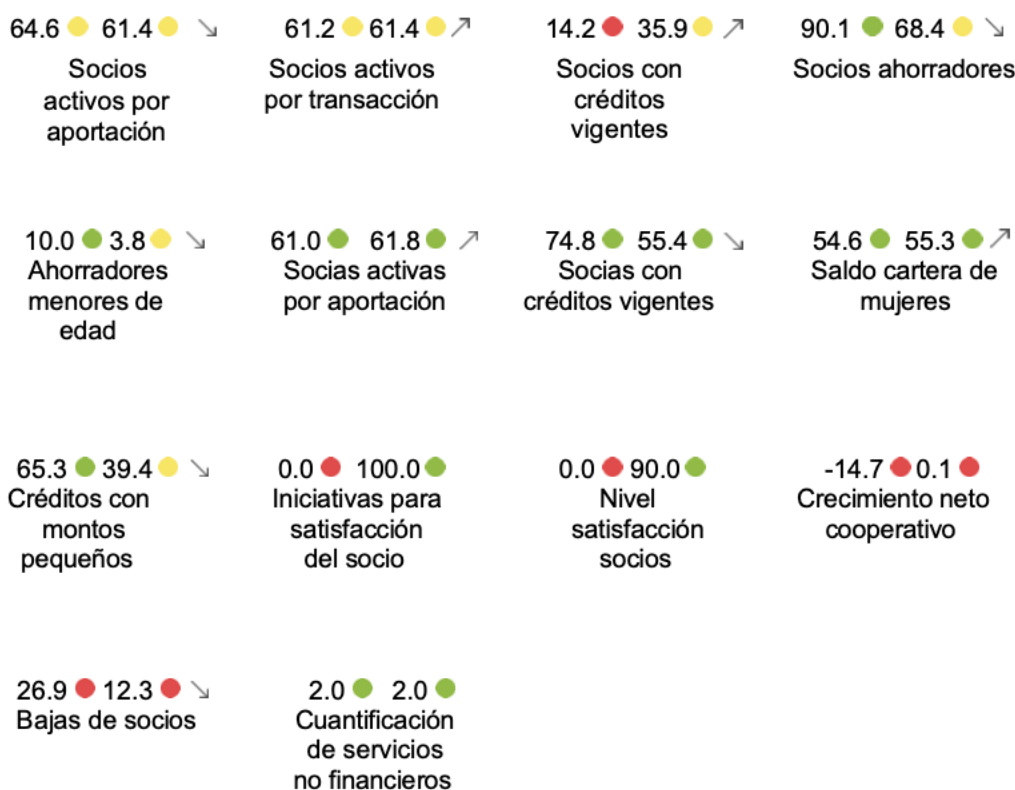 64.6 61.4
Socios
activos por
aportación
61.2 61.4
Socios activos
por transacción
14.2 35.9
Socios con
créditos
vigentes
90.1 68.4
Socios ahorradores
10.0 3.8
Ahorradores
menores de
edad
61.0 61.8
Socias activas
por aportación
74.8 55.4
Socias con
créditos vigentes
54.6 55.3
Saldo cartera de
mujeres
65.3 39.4
Créditos con
montos
pequeños
0.0 100.0
Iniciativas para
satisfacción
del socio
0.0 90.0
Nivel
satisfacción
socios
-14.7 0.1
Crecimiento neto
cooperativo
26.9 12.3
Bajas de socios
2.0 2.0
Cuantificación
de servicios
no financieros